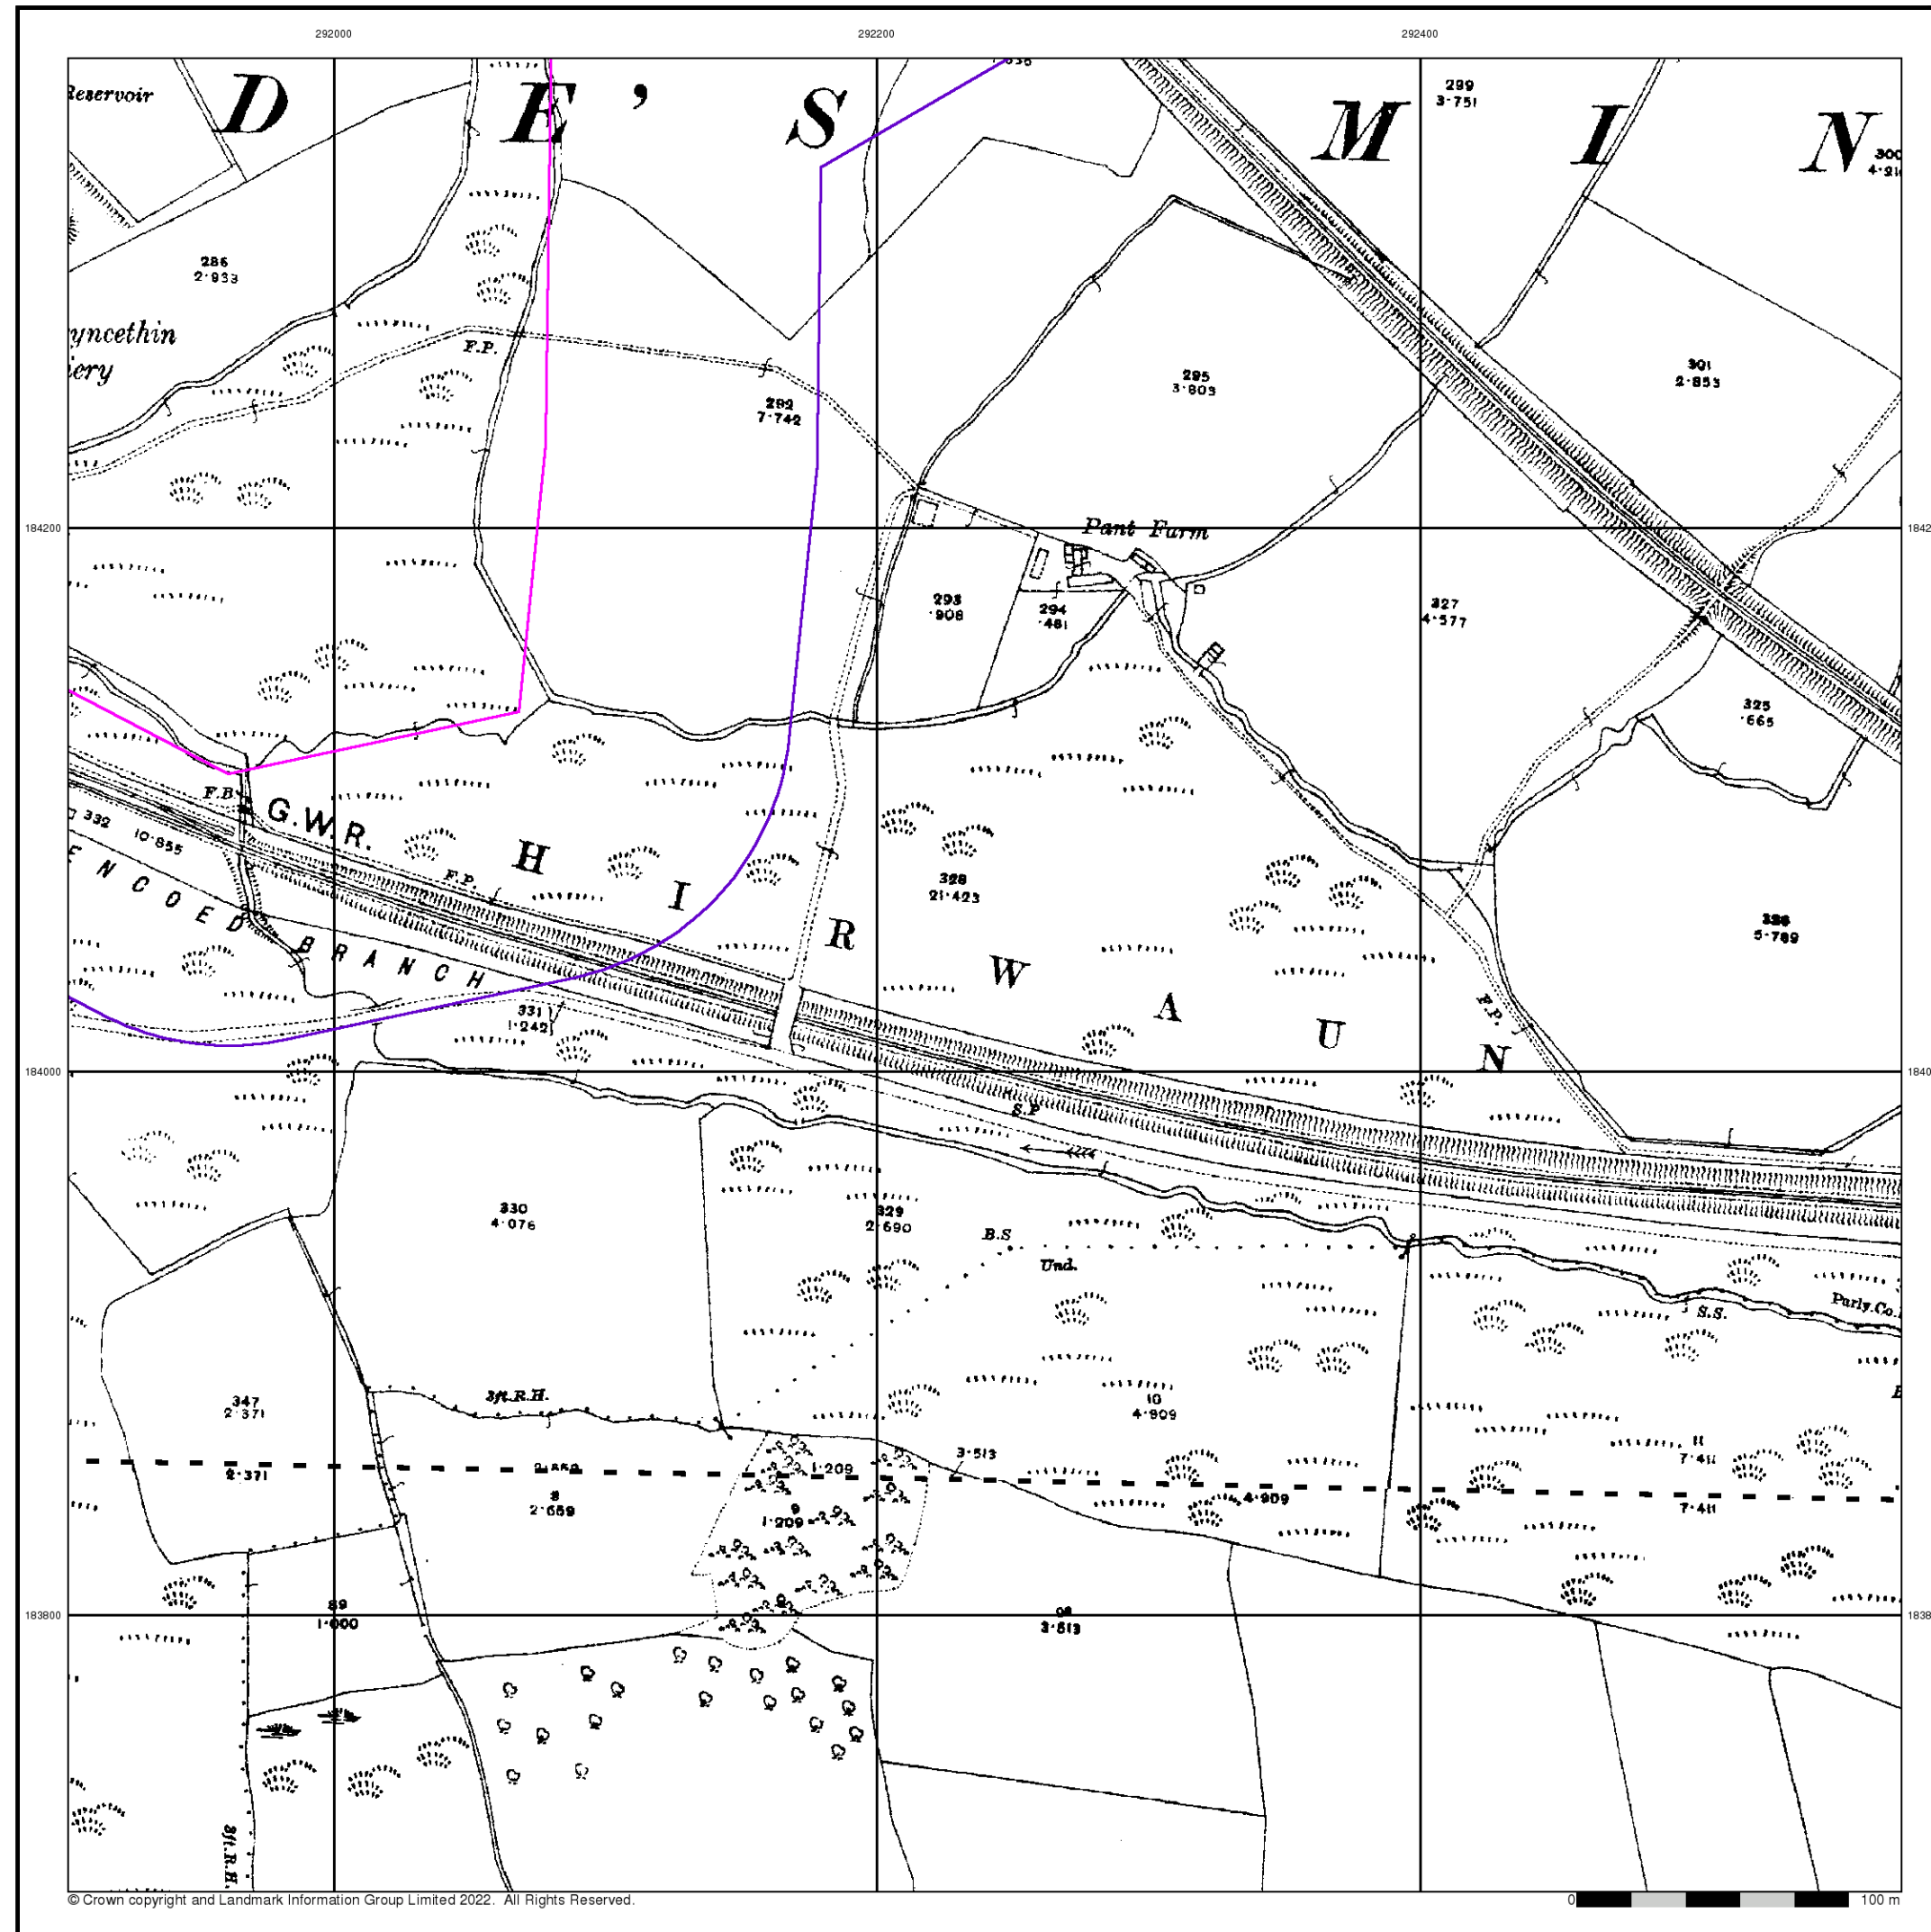 292000
292200
292400
Reservoir
D E ' S M I N
299
3·751
286
2·933
F.P.
295
3·803
301
2·853
292
7·742
184200
Pant Farm
293
·908
294
·481
327
4·577
325
·665
F.B.
G.W.R.
332 10·855
ENCOED BRANCH
F.P.
H I R W A U N
328
21·423
326
5·789
331
1·242
F.P.
184000
S.P
330
4·076
329
2·690
B.S
Und.
Parly.Co.
S.S.
347
2·371
3ft.R.H.
10
4·909
11
7·411
3·513
2·371
1·209
4·909
7·411
8
2·659
9
1·209
183800
89
1·000
3·513
3ft.R.H.
© Crown copyright and Landmark Information Group Limited 2022. All Rights Reserved.
0 100 m